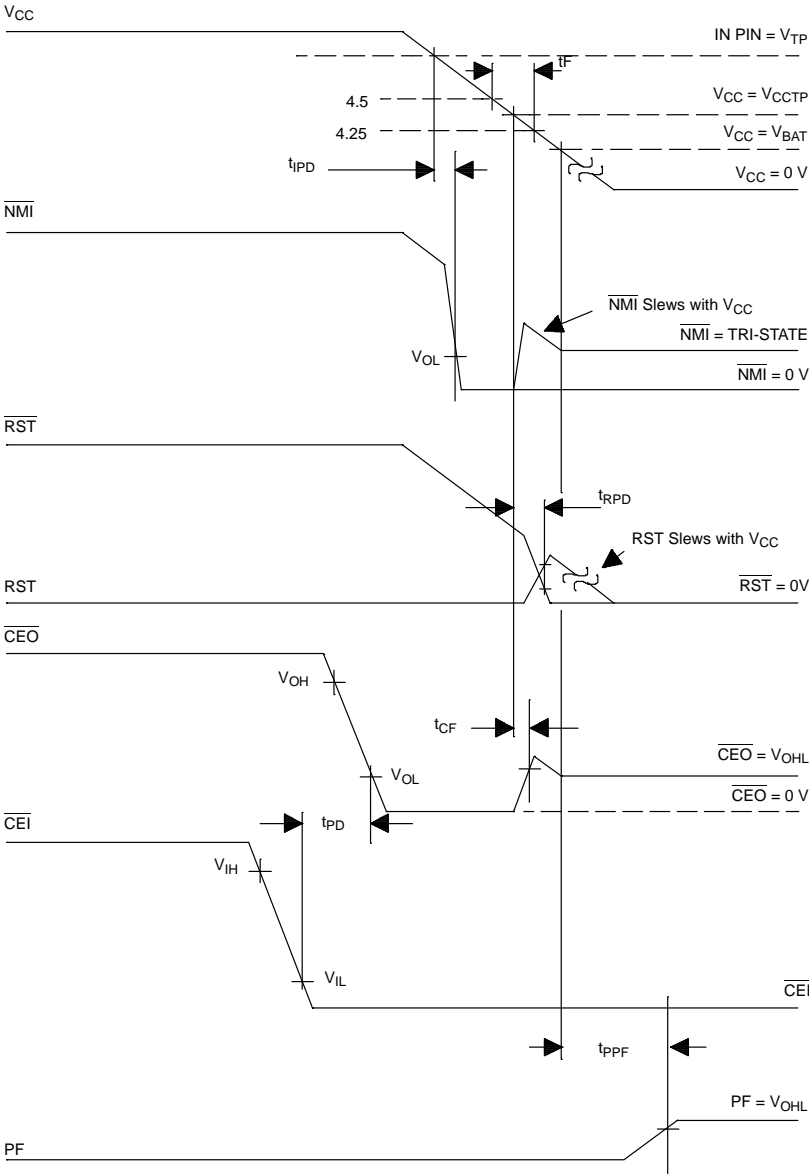 VCC
IN PIN = VTP
tF
4.5
VCC = VCCTP
4.25
VCC = VBAT
tIPD
VCC = 0 V
NMI
NMI Slews with VCC
NMI = TRI-STATE
VOL
NMI = 0 V
RST
tRPD
RST Slews with VCC
RST
RST = 0V
CEO
VOH
tCF
CEO = VOHL
VOL
CEO = 0 V
CEI
tPD
VIH
VIL
CEI
tPPF
PF = VOHL
PF